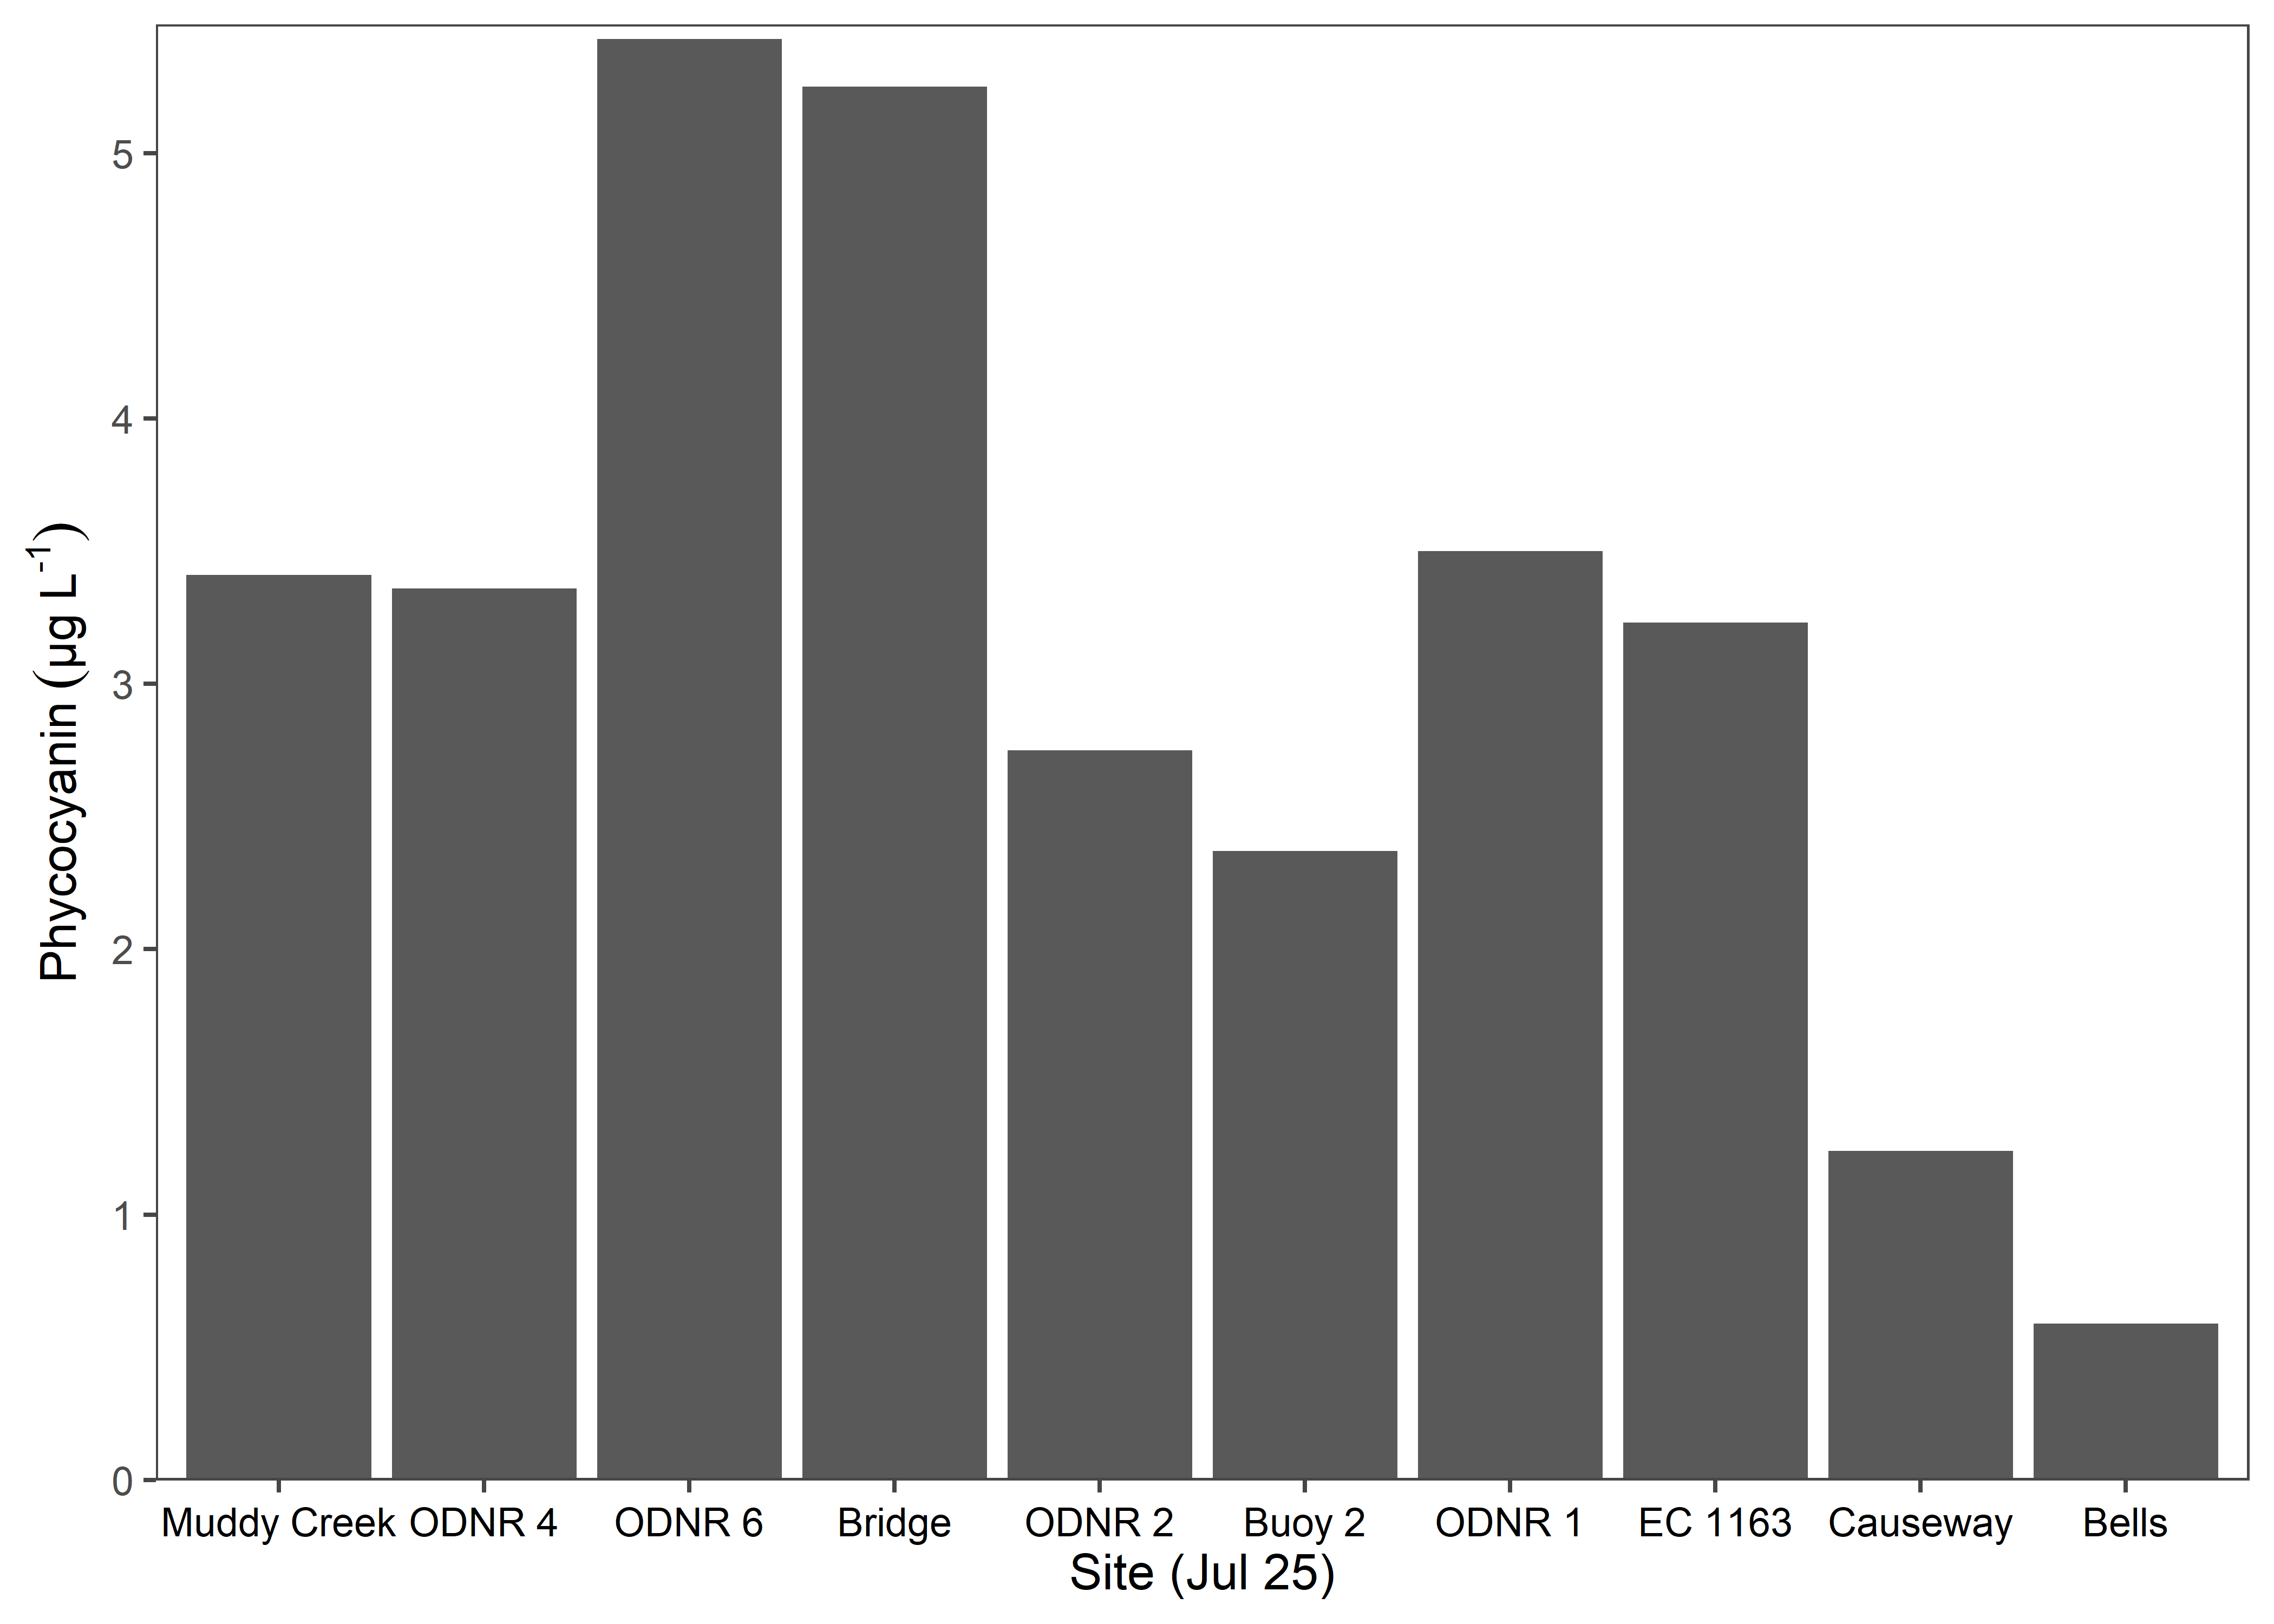 Phycocyanin (µg L⁻¹)
5
4
3
2
1
0
Muddy Creek ODNR 4 ODNR 6 Bridge ODNR 2 Buoy 2 ODNR 1 EC 1163 Causeway Bells
Site (Jul 25)